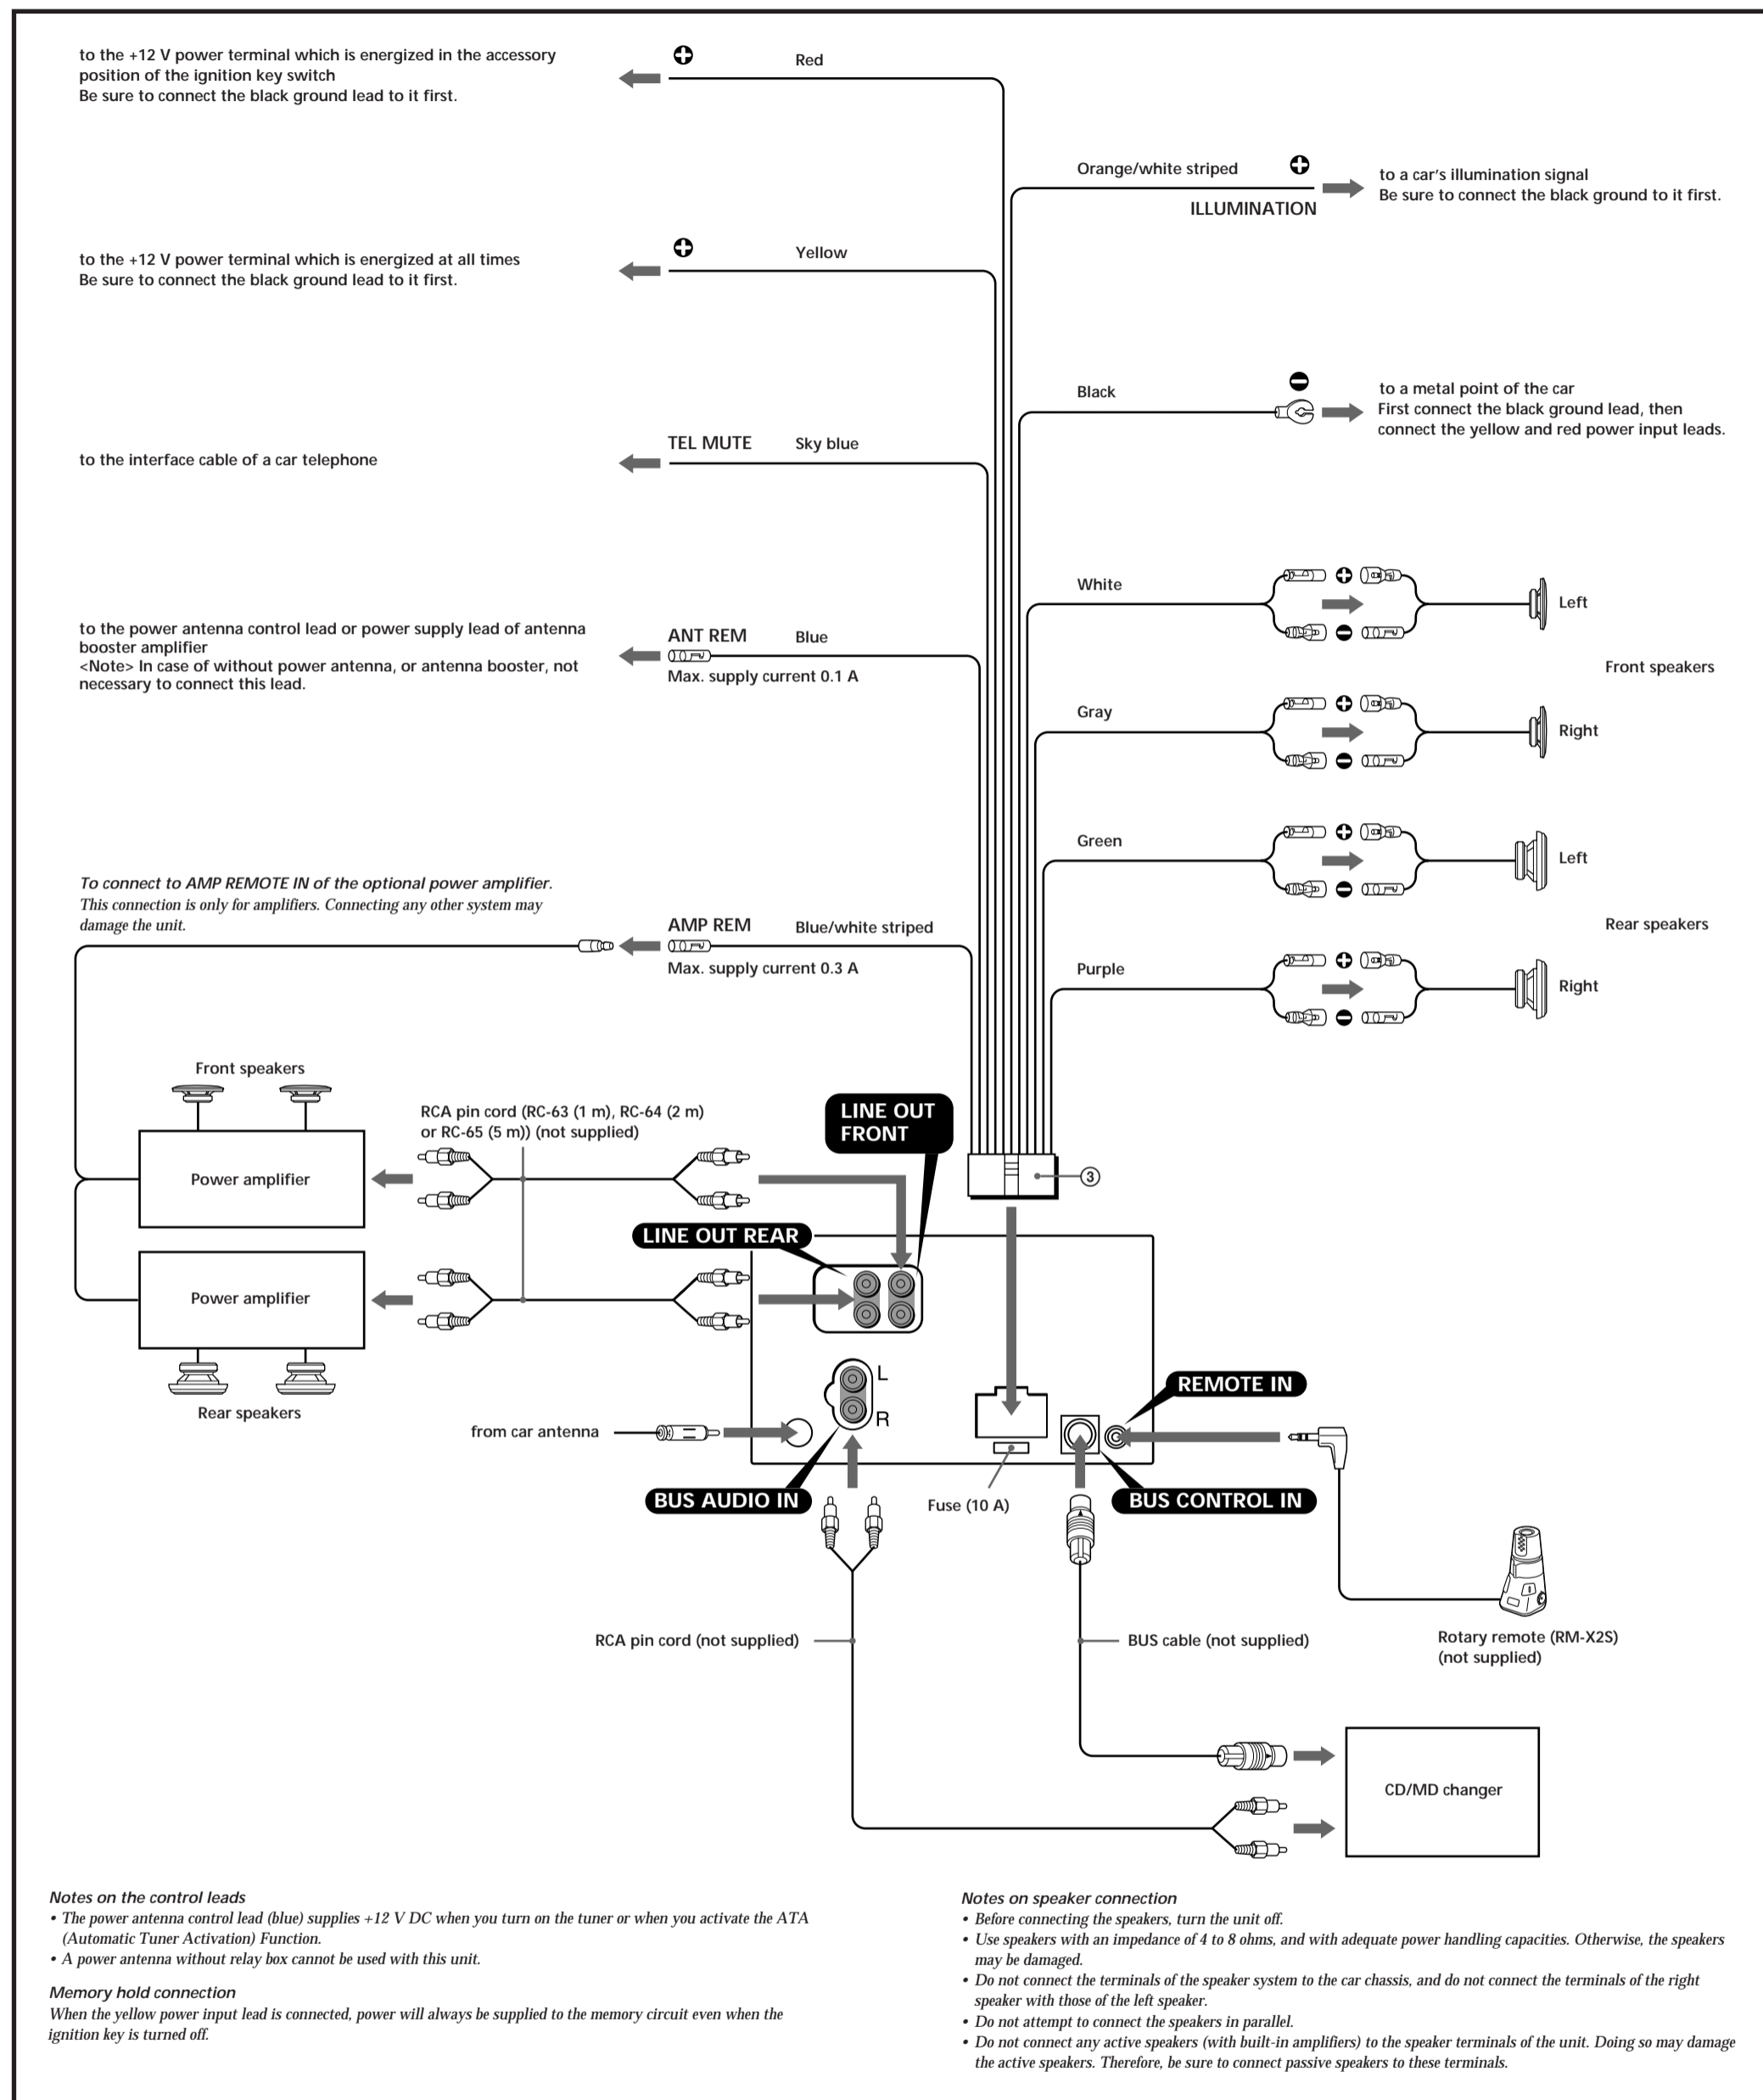 to the +12 V power terminal which is energized in the accessory
position of the ignition key switch
Be sure to connect the black ground lead to it first.
Red
Orange/white striped
ILLUMINATION
to a car's illumination signal
Be sure to connect the black ground to it first.
to the +12 V power terminal which is energized at all times
Be sure to connect the black ground lead to it first.
Yellow
Black
to a metal point of the car
First connect the black ground lead, then
connect the yellow and red power input leads.
to the interface cable of a car telephone
TEL MUTE Sky blue
White
Left
Front speakers
Gray
Right
to the power antenna control lead or power supply lead of antenna
booster amplifier
<Note> In case of without power antenna, or antenna booster, not
necessary to connect this lead.
ANT REM Blue
Max. supply current 0.1 A
Green
Left
Rear speakers
Purple
Right
To connect to AMP REMOTE IN of the optional power amplifier.
This connection is only for amplifiers. Connecting any other system may
damage the unit.
AMP REM Blue/white striped
Max. supply current 0.3 A
Front speakers
Power amplifier
RCA pin cord (RC-63 (1 m), RC-64 (2 m)
or RC-65 (5 m)) (not supplied)
LINE OUT
FRONT
3
LINE OUT REAR
Power amplifier
Rear speakers
L
R
REMOTE IN
from car antenna
BUS AUDIO IN
Fuse (10 A)
BUS CONTROL IN
RCA pin cord (not supplied)
BUS cable (not supplied)
Rotary remote (RM-X2S)
(not supplied)
CD/MD changer
Notes on the control leads
• The power antenna control lead (blue) supplies +12 V DC when you turn on the tuner or when you activate the ATA
(Automatic Tuner Activation) Function.
• A power antenna without relay box cannot be used with this unit.
Memory hold connection
When the yellow power input lead is connected, power will always be supplied to the memory circuit even when the
ignition key is turned off.
Notes on speaker connection
• Before connecting the speakers, turn the unit off.
• Use speakers with an impedance of 4 to 8 ohms, and with adequate power handling capacities. Otherwise, the speakers
may be damaged.
• Do not connect the terminals of the speaker system to the car chassis, and do not connect the terminals of the right
speaker with those of the left speaker.
• Do not attempt to connect the speakers in parallel.
• Do not connect any active speakers (with built-in amplifiers) to the speaker terminals of the unit. Doing so may damage
the active speakers. Therefore, be sure to connect passive speakers to these terminals.